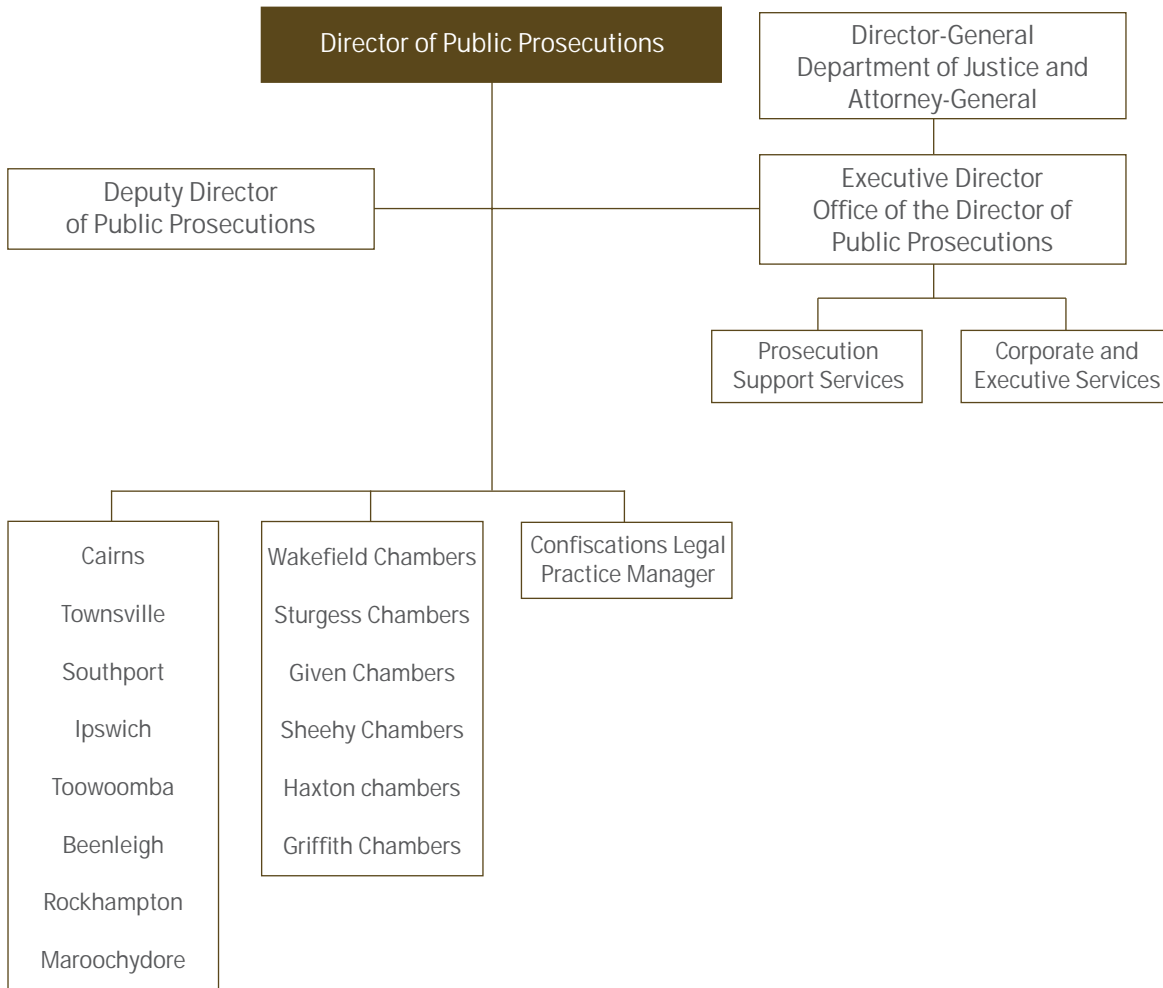 Director of Public Prosecutions
Director-General
Department of Justice and
Attorney-General
Deputy Director
of Public Prosecutions
Executive Director
Office of the Director of
Public Prosecutions
Prosecution
Support Services
Corporate and
Executive Services
Cairns
Townsville
Southport
Ipswich
Toowoomba
Beenleigh
Rockhampton
Maroochydore
Wakefield Chambers
Sturgess Chambers
Given Chambers
Sheehy Chambers
Haxton chambers
Griffith Chambers
Confiscations Legal
Practice Manager